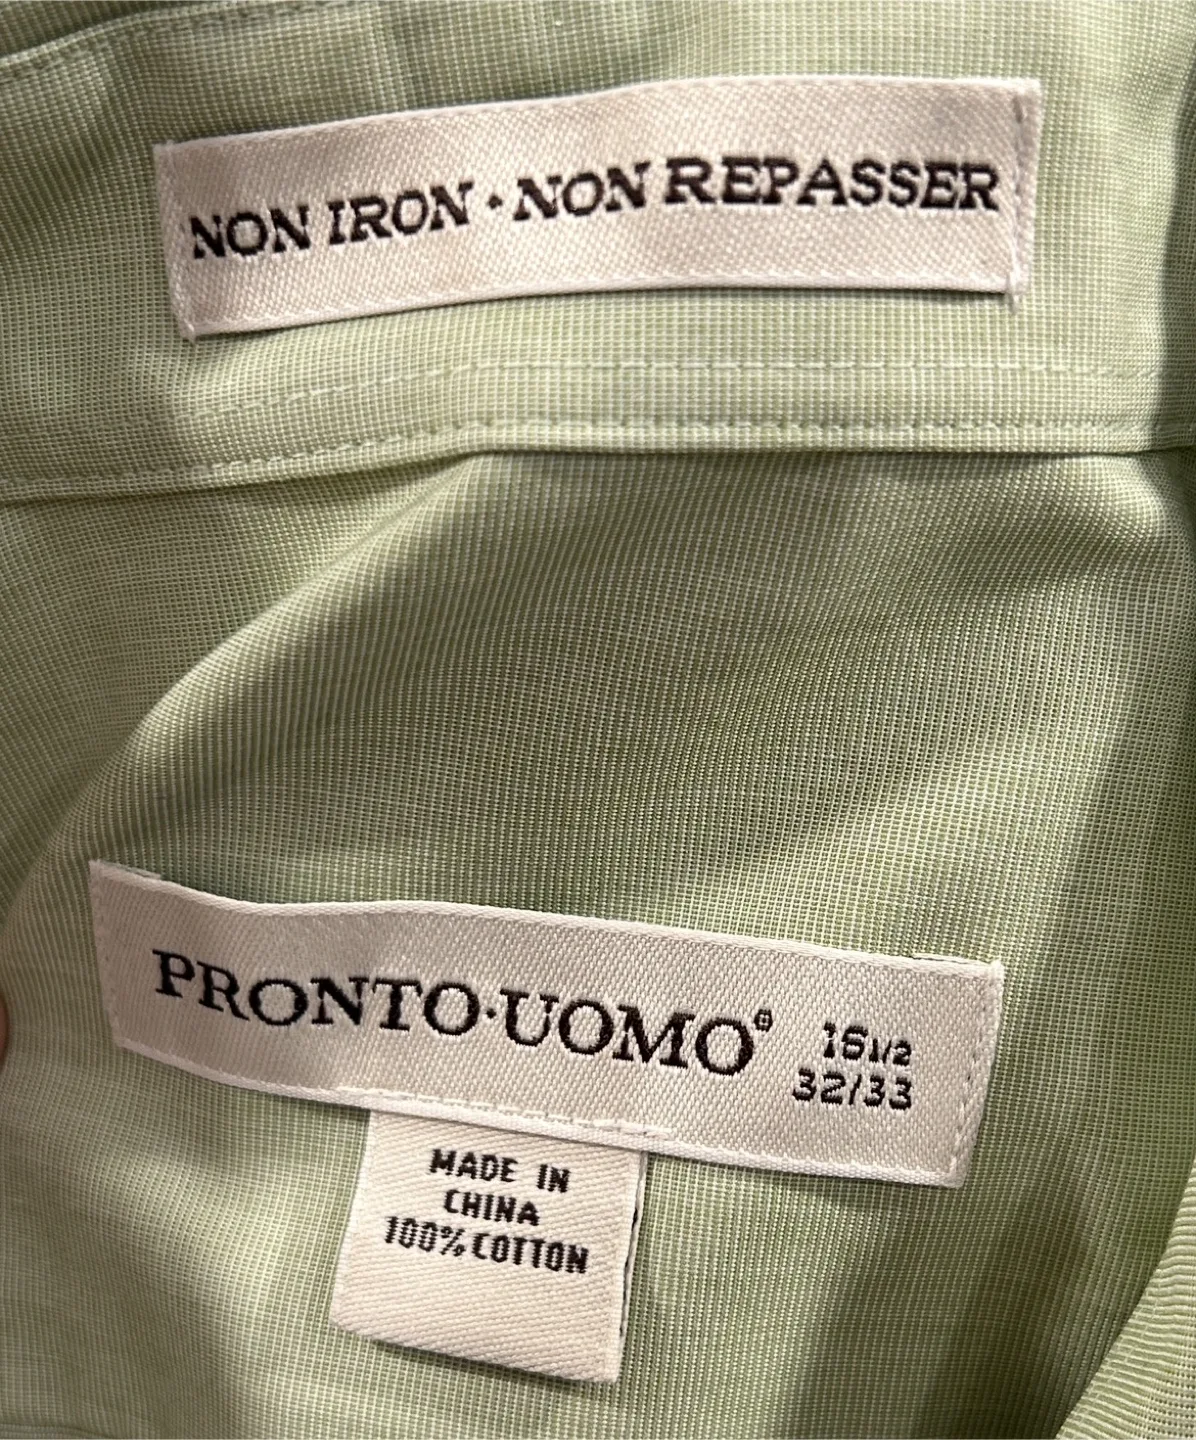 NON IRON · NON REPASSER
PRONTO·UOMO® 16 1/2
32/33
MADE IN
CHINA
100% COTTON